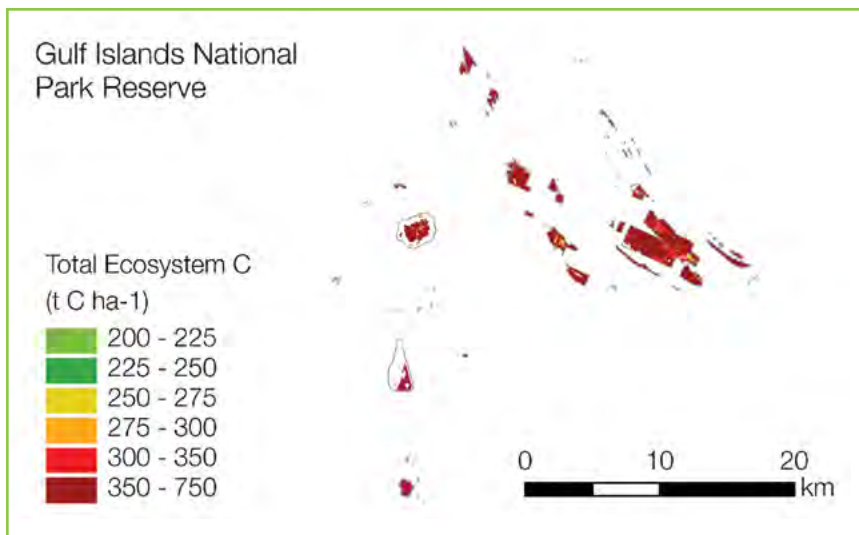 Gulf Islands National
Park Reserve
Total Ecosystem C
(t C ha-1)
200 - 225
225 - 250
250 - 275
275 - 300
300 - 350
350 - 750
0 10 20
km